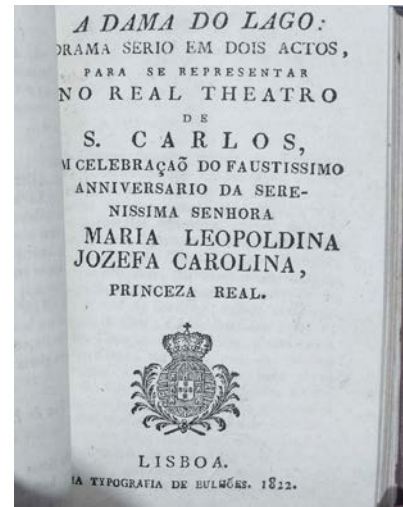 A DAMA DO LAGO:
DRAMA SERIO EM DOIS ACTOS,
PARA SE REPRESENTAR
NO REAL THEATRO
DE
S. CARLOS,
M CELEBRAÇAÕ DO FAUSTISSIMO
ANNIVERSARIO DA SERE-
NISSIMA SENHORA
MARIA LEOPOLDINA
JOZEFA CAROLINA,
PRINCEZA REAL.
LISBOA.
NA TYPOGRAFIA DE BULHÕES. 1822.